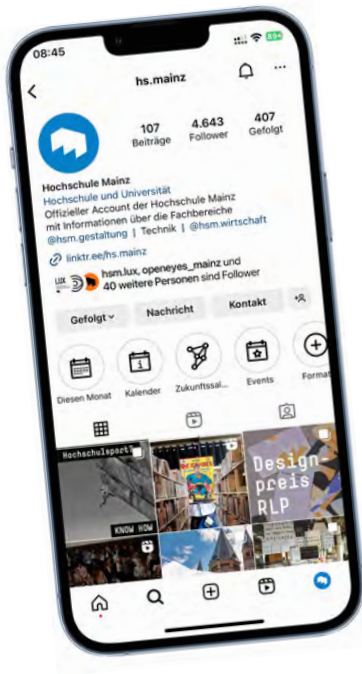 08:45
89+
hs.mainz
107
Beiträge
4.643
Follower
407
Gefolgt
Hochschule Mainz
Hochschule und Universität
Offizieller Account der Hochschule Mainz
mit Informationen über die Fachbereiche
@hsm.gestaltung | Technik | @hsm.wirtschaft
linktr.ee/hs.mainz
LUX
hsm.lux, openeyes_mainz und
40 weitere Personen sind Follower
Gefolgt
Nachricht
Kontakt
Diesen Monat
Kalender
Zukunftssal...
Events
Format
Hochschulsport
KNOW HOW
Design-
preis
RLP